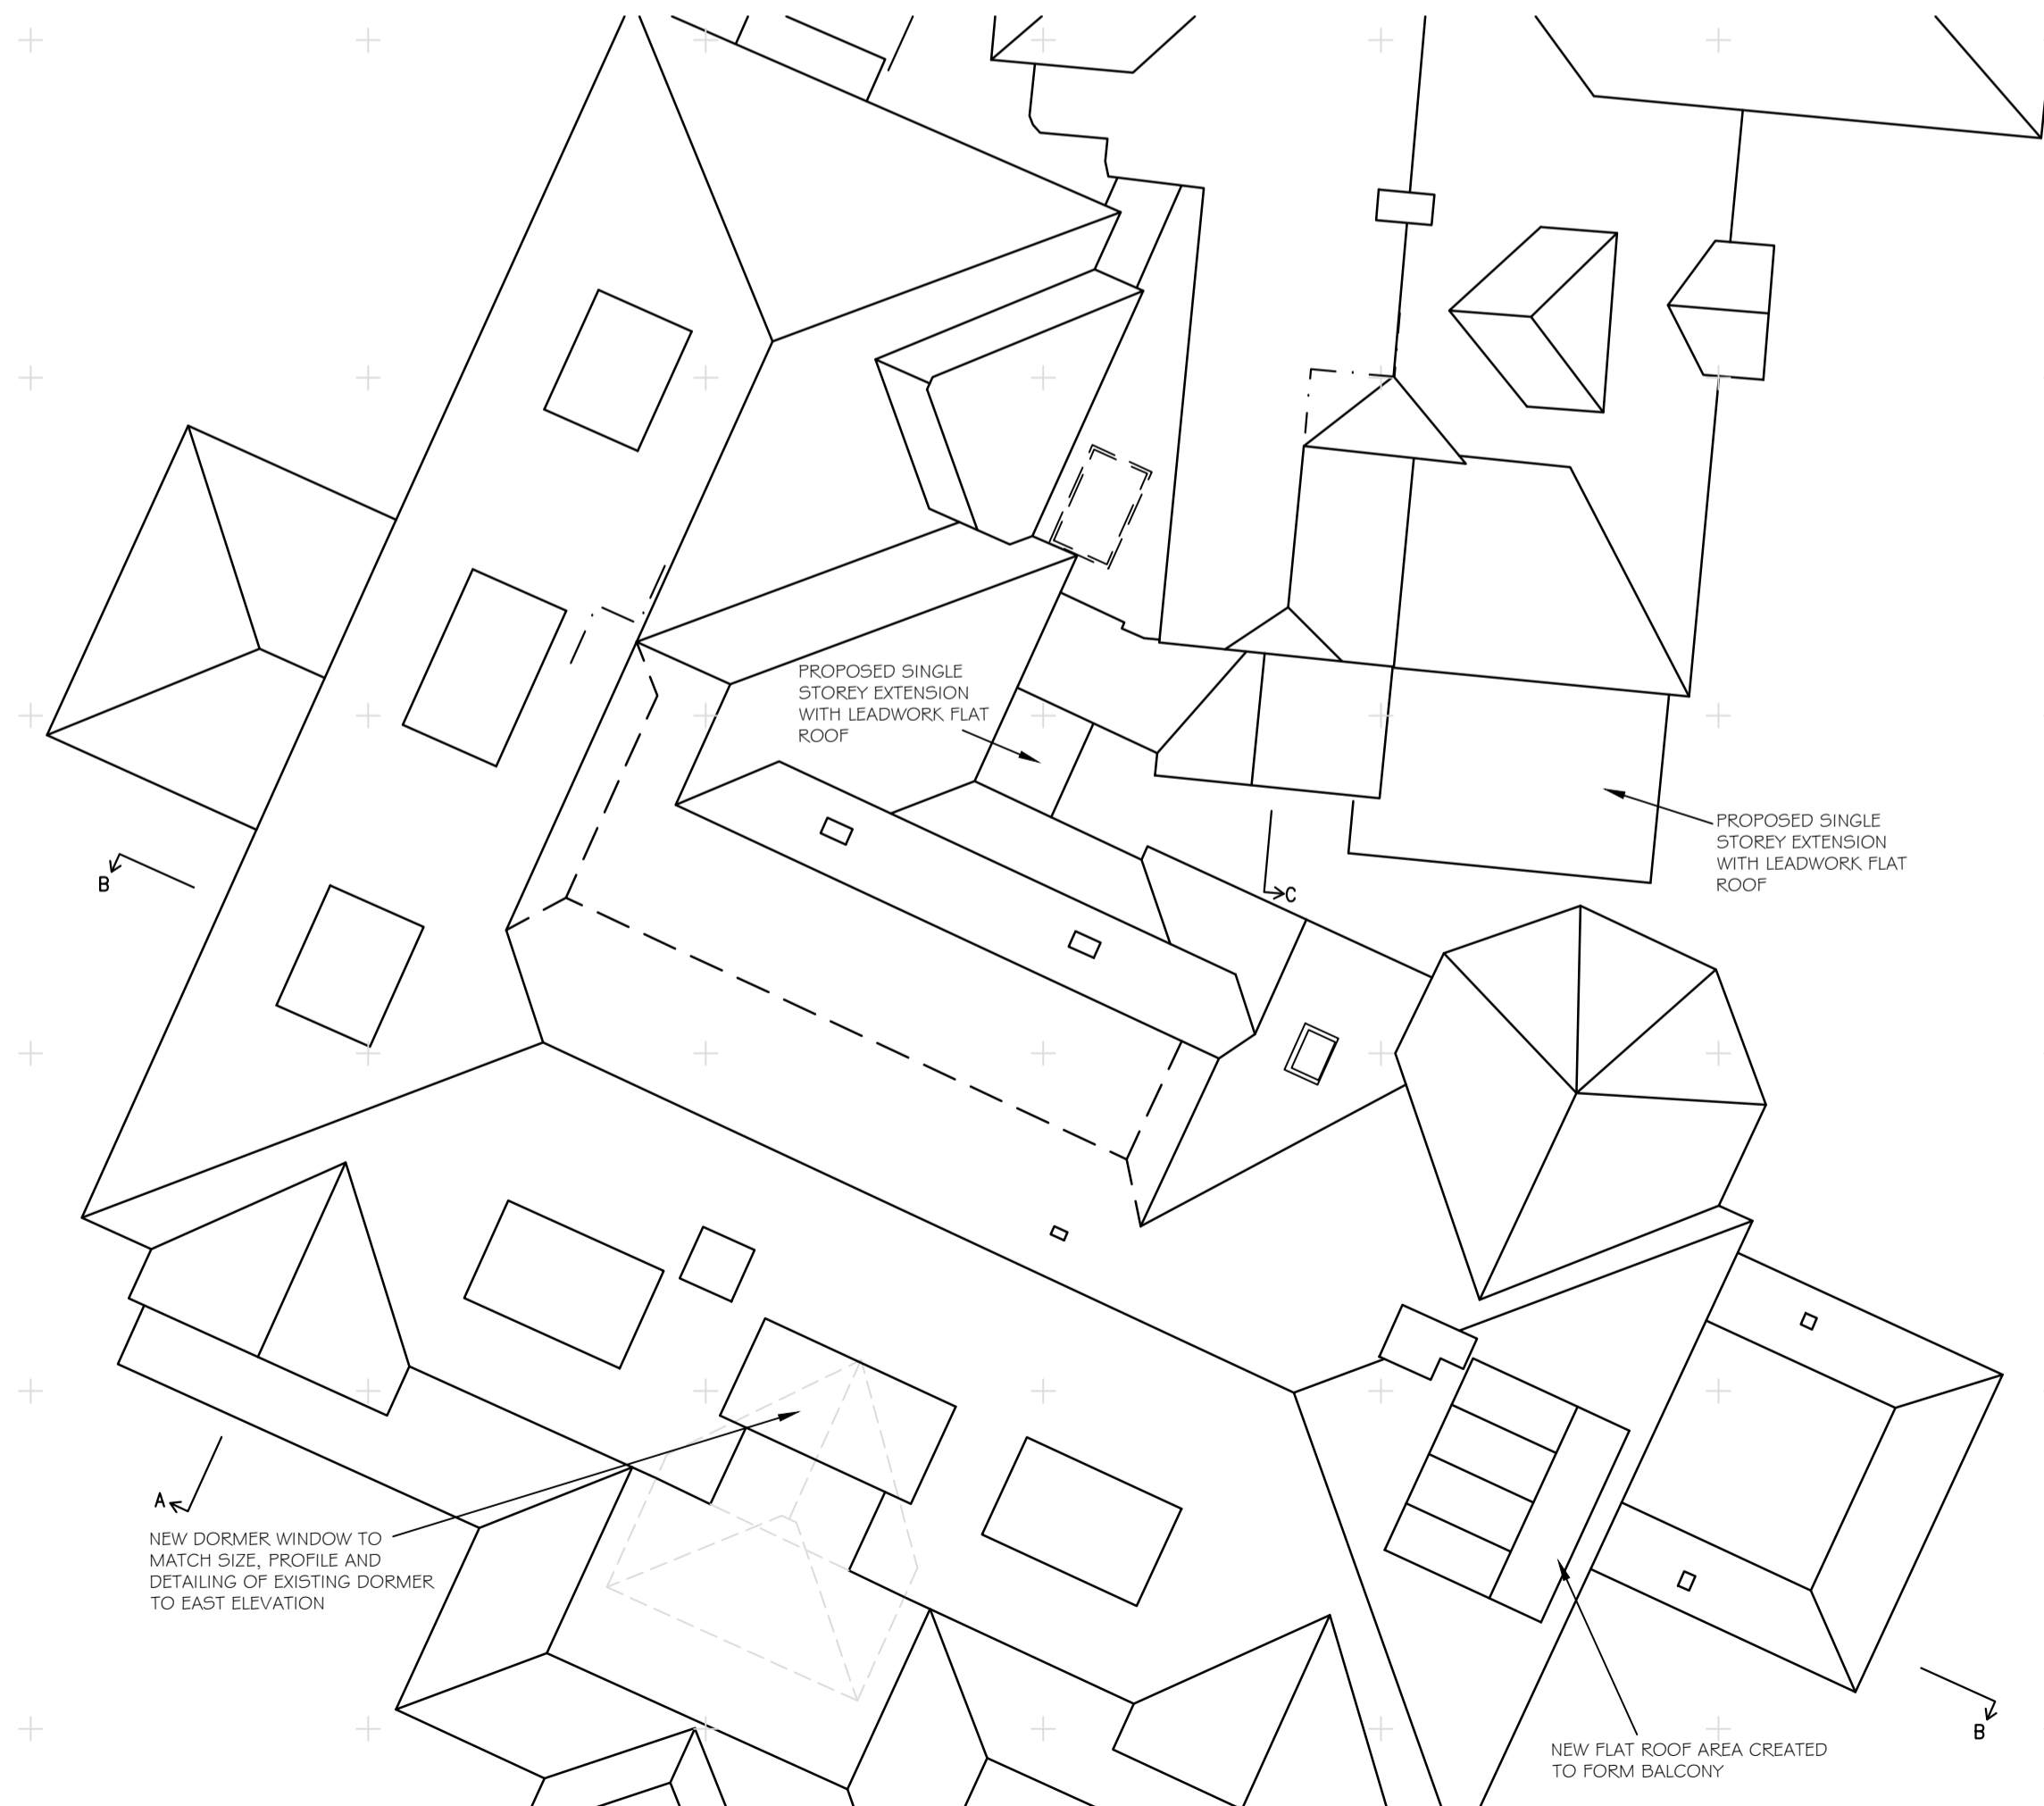 PROPOSED SINGLE
STOREY EXTENSION
WITH LEADWORK FLAT
ROOF
PROPOSED SINGLE
STOREY EXTENSION
WITH LEADWORK FLAT
ROOF
B
C
A
NEW DORMER WINDOW TO
MATCH SIZE, PROFILE AND
DETAILING OF EXISTING DORMER
TO EAST ELEVATION
NEW FLAT ROOF AREA CREATED
TO FORM BALCONY
B